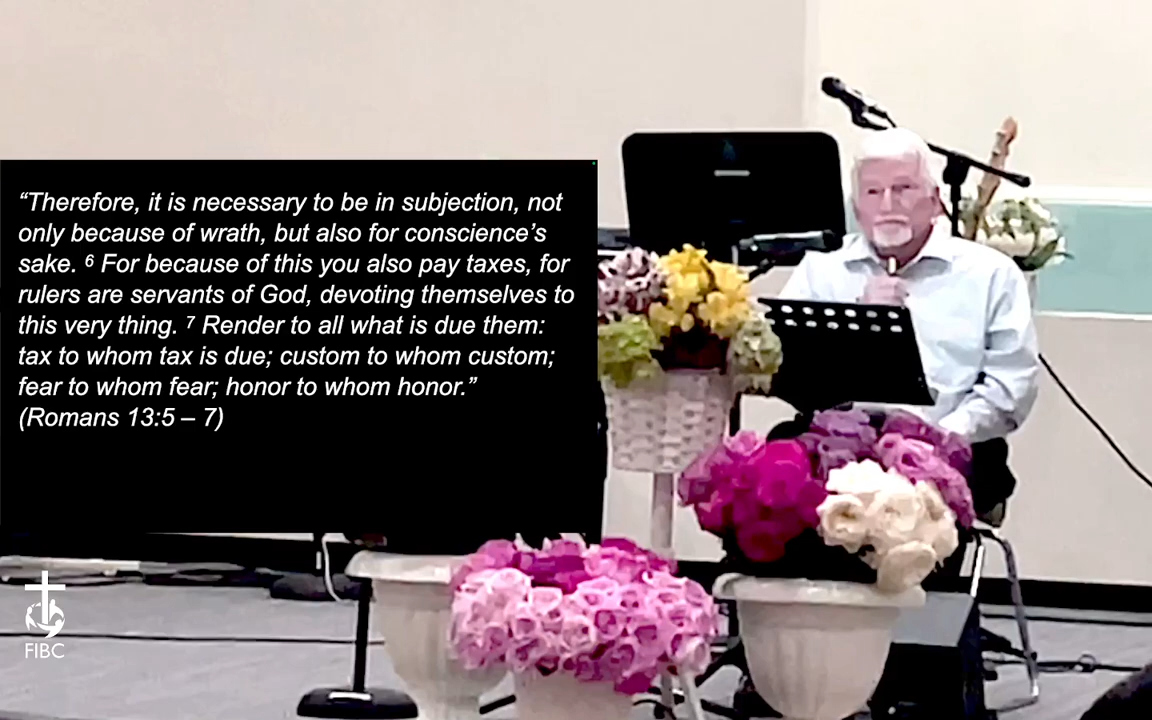 “Therefore, it is necessary to be in subjection, not
only because of wrath, but also for conscience’s
sake. ⁶ For because of this you also pay taxes, for
rulers are servants of God, devoting themselves to
this very thing. ⁷ Render to all what is due them:
tax to whom tax is due; custom to whom custom;
fear to whom fear; honor to whom honor.”
(Romans 13:5 – 7)
FIBC